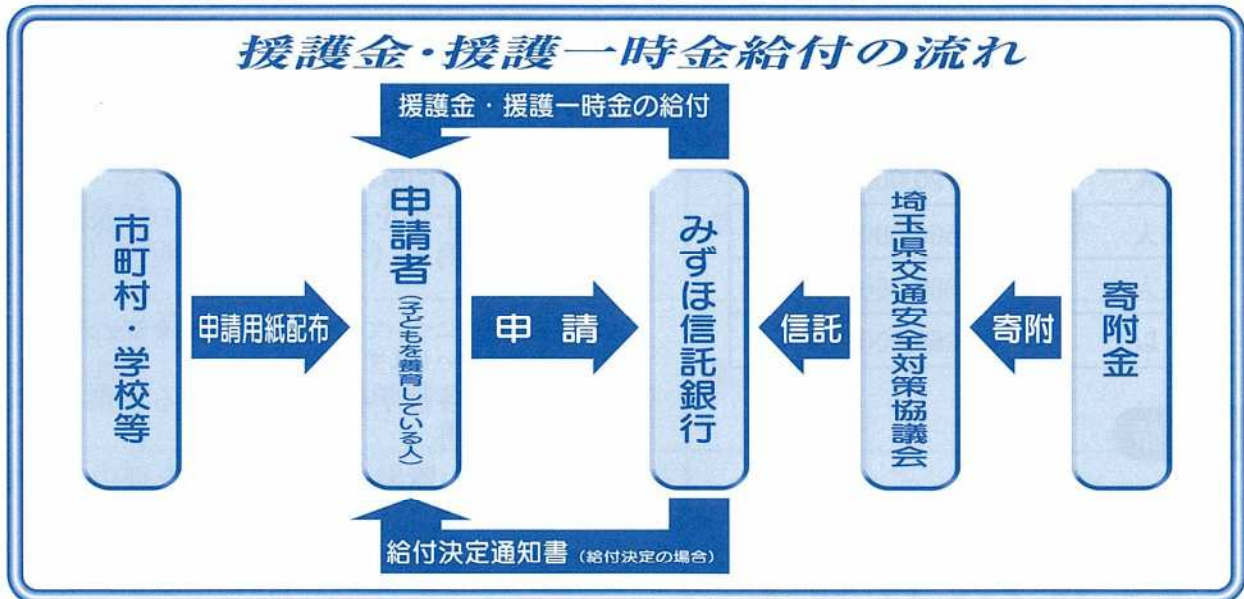 援護金・援護一時金給付の流れ
援護金・援護一時金の給付
市町村・学校等
申請用紙配布
申請者(子どもを養育している人)
申請
みずほ信託銀行
信託
埼玉県交通安全対策協議会
寄附
寄附金
給付決定通知書(給付決定の場合)